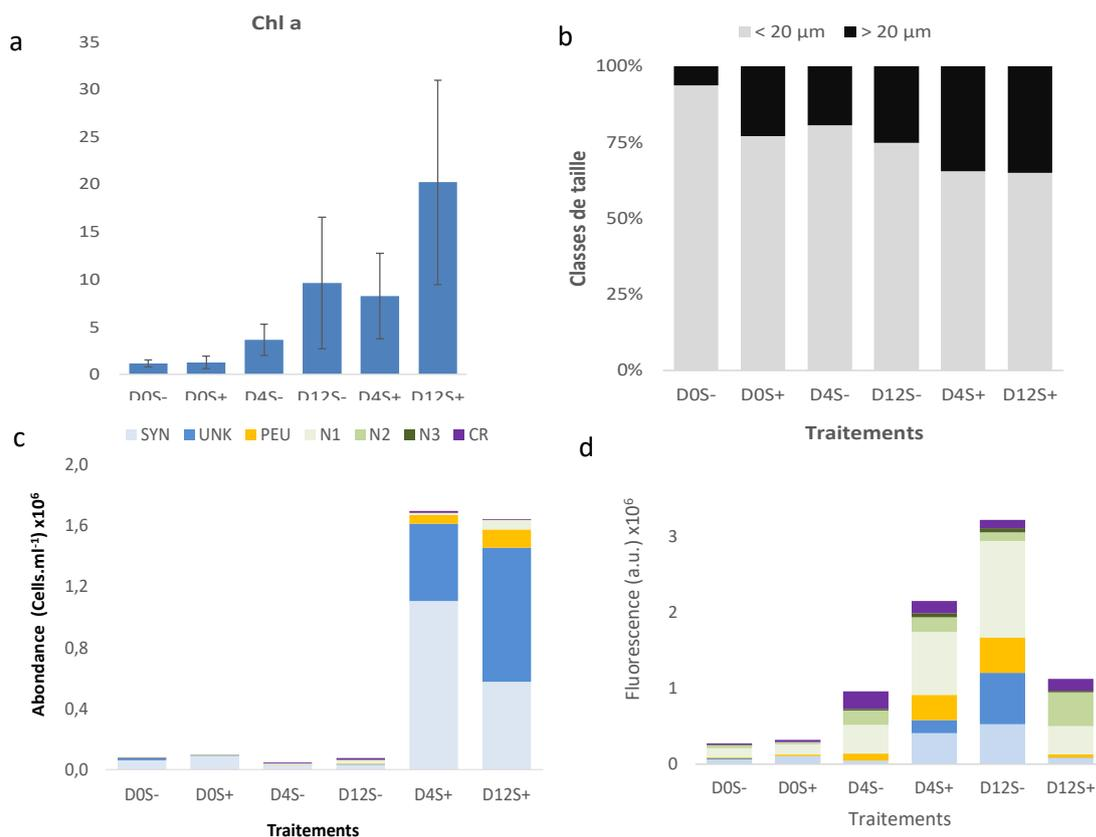 a
Chl a
35
30
25
20
15
10
5
0
D0S- D0S+ D4S- D12S- D4S+ D12S+
b
< 20 µm > 20 µm
Classes de taille
100%
75%
50%
25%
0%
D0S- D0S+ D4S- D12S- D4S+ D12S+
Traitements
c
SYN UNK PEU N1 N2 N3 CR
Abondance (Cells.ml⁻¹) x10⁶
2,0
1,6
1,2
0,8
0,4
0,0
D0S- D0S+ D4S- D12S- D4S+ D12S+
Traitements
d
Fluorescence (a.u.) x10⁶
3
2
1
0
D0S- D0S+ D4S- D4S+ D12S- D12S+
Traitements